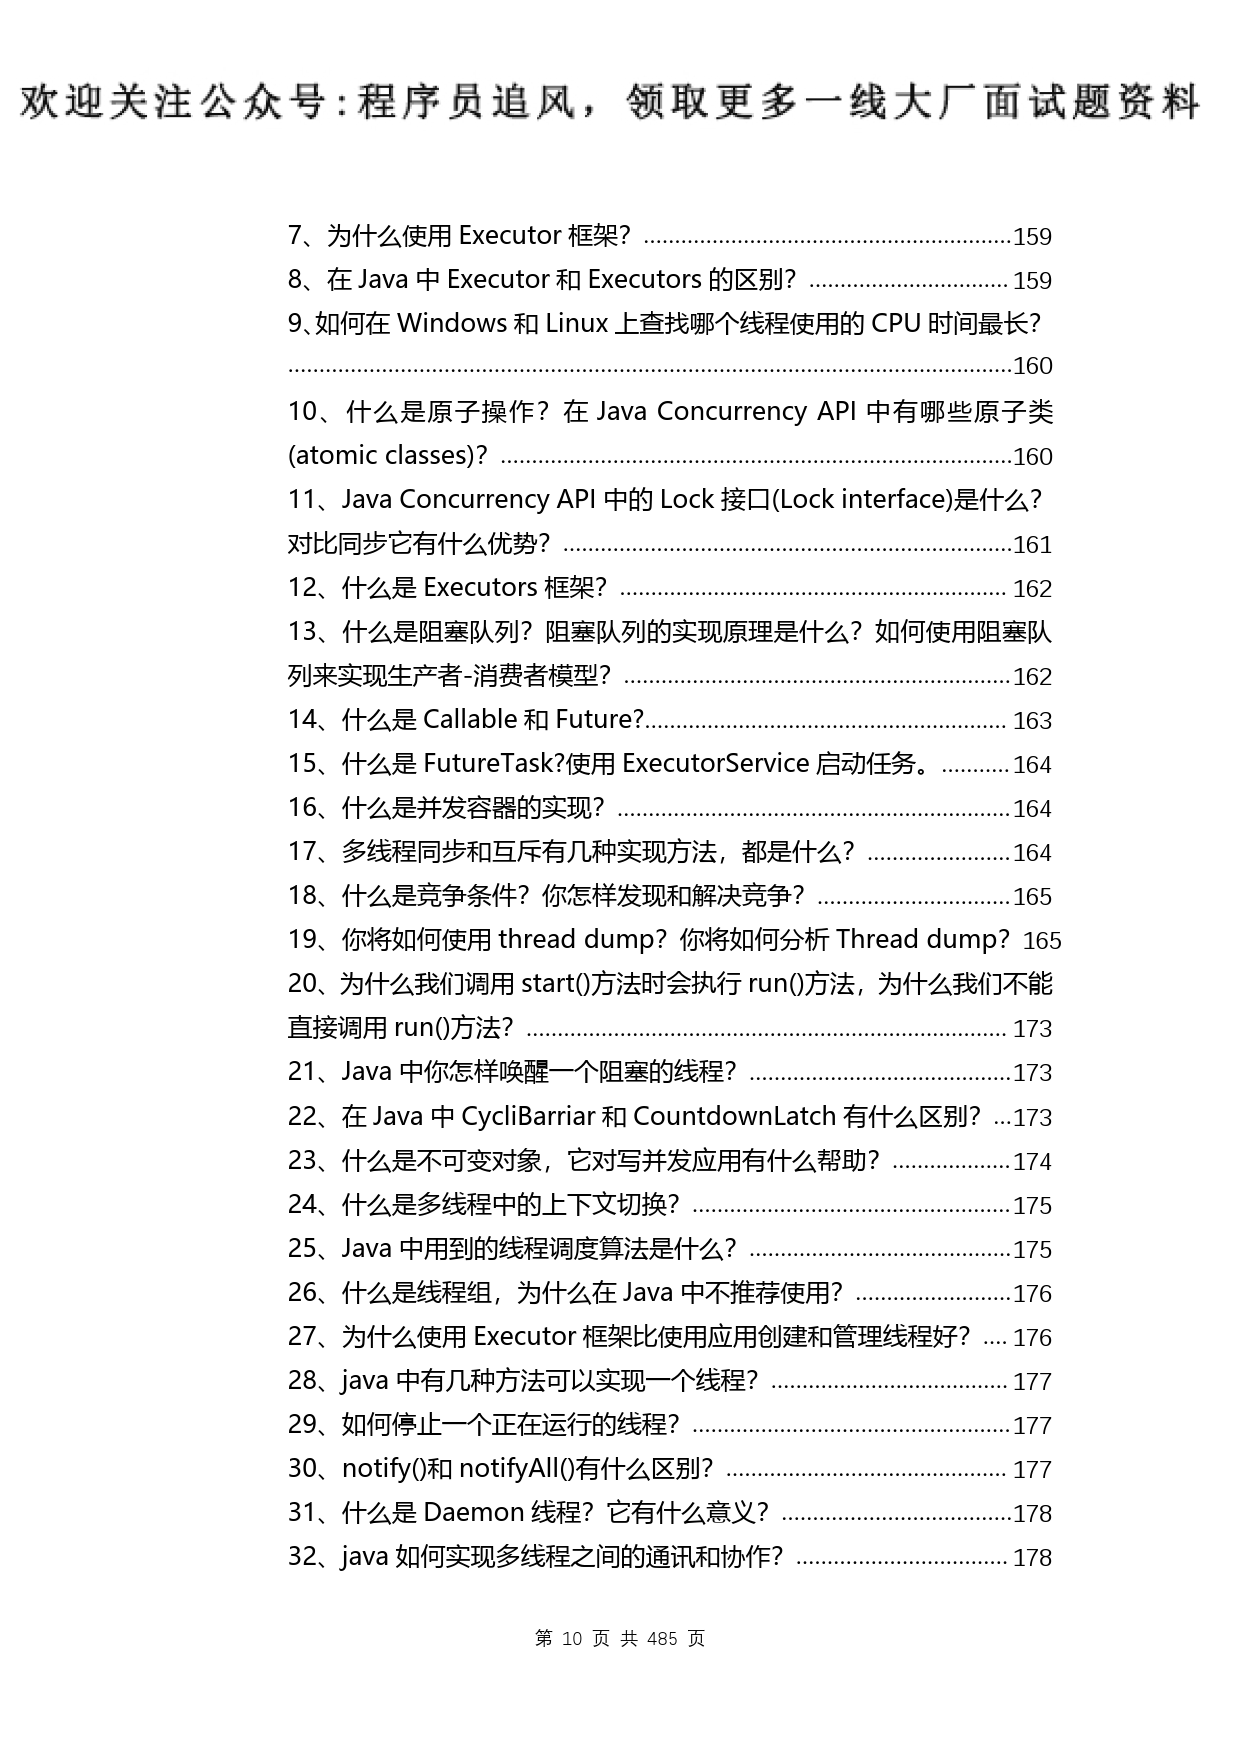 欢迎关注公众号:程序员追风，领取更多一线大厂面试题资料
7、为什么使用 Executor 框架？ ........................................................... 159
8、在 Java 中 Executor 和 Executors 的区别？ ................................ 159
9、如何在 Windows 和 Linux 上查找哪个线程使用的 CPU 时间最长？
.................................................................................................................... 160
10、什么是原子操作？在 Java Concurrency API 中有哪些原子类
(atomic classes)？ .................................................................................. 160
11、Java Concurrency API 中的 Lock 接口(Lock interface)是什么？
对比同步它有什么优势？ ........................................................................ 161
12、什么是 Executors 框架？ .............................................................. 162
13、什么是阻塞队列？阻塞队列的实现原理是什么？如何使用阻塞队
列来实现生产者-消费者模型？ .............................................................. 162
14、什么是 Callable 和 Future?.......................................................... 163
15、什么是 FutureTask?使用 ExecutorService 启动任务。 ........... 164
16、什么是并发容器的实现？ ............................................................... 164
17、多线程同步和互斥有几种实现方法，都是什么？ ....................... 164
18、什么是竞争条件？你怎样发现和解决竞争？ ............................... 165
19、你将如何使用 thread dump？你将如何分析 Thread dump？ 165
20、为什么我们调用 start()方法时会执行 run()方法，为什么我们不能
直接调用 run()方法？ ............................................................................. 173
21、Java 中你怎样唤醒一个阻塞的线程？ .......................................... 173
22、在 Java 中 CycliBarriar 和 CountdownLatch 有什么区别？ ... 173
23、什么是不可变对象，它对写并发应用有什么帮助？ ................... 174
24、什么是多线程中的上下文切换？ ................................................... 175
25、Java 中用到的线程调度算法是什么？ .......................................... 175
26、什么是线程组，为什么在 Java 中不推荐使用？ ......................... 176
27、为什么使用 Executor 框架比使用应用创建和管理线程好？ .... 176
28、java 中有几种方法可以实现一个线程？ ...................................... 177
29、如何停止一个正在运行的线程？ ................................................... 177
30、notify()和 notifyAll()有什么区别？ ............................................. 177
31、什么是 Daemon 线程？它有什么意义？ ..................................... 178
32、java 如何实现多线程之间的通讯和协作？ .................................. 178
第 10 页 共 485 页